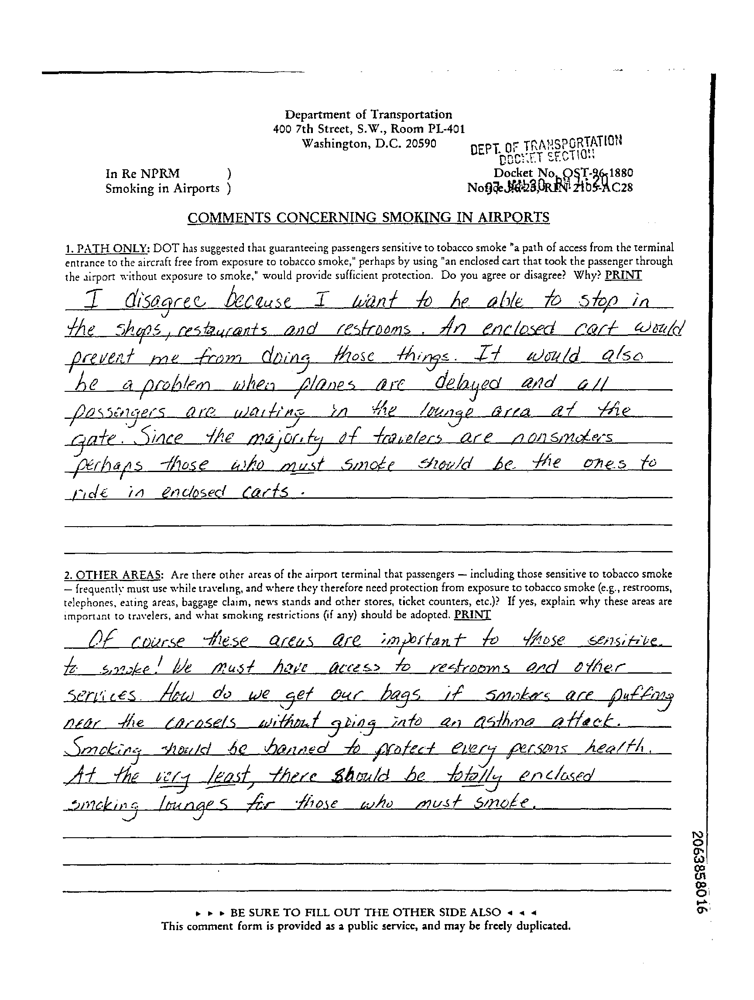 Department of Transportation
400 7th Street, S.W., Room PL-401
Washington, D.C. 20590
DEPT. OF TRANSPORTATION
DOCKET SECTION
In Re NPRM )
Docket No. OST-96-1880
Smoking in Airports )
COMMENTS CONCERNING SMOKING IN AIRPORTS
1. PATH ONLY: DOT has suggested that guaranteeing passengers sensitive to tobacco smoke "a path of access from the terminal
entrance to the aircraft free from exposure to tobacco smoke," perhaps by using "an enclosed cart that took the passenger through
the airport without exposure to smoke," would provide sufficient protection. Do you agree or disagree? Why? PRINT
I disagree because I want to be able to stop in
the shops, restaurants and restrooms. An enclosed cart would
prevent me from doing those things. It would also
be a problem when planes are delayed and all
passengers are waiting in the lounge area at the
gate. Since the majority of travelers are nonsmokers
perhaps those who must smoke should be the ones to
ride in enclosed carts.
2. OTHER AREAS: Are there other areas of the airport terminal that passengers — including those sensitive to tobacco smoke
— frequently must use while traveling, and where they therefore need protection from exposure to tobacco smoke (e.g., restrooms,
telephones, eating areas, baggage claim, news stands and other stores, ticket counters, etc.)? If yes, explain why these areas are
important to travelers, and what smoking restrictions (if any) should be adopted. PRINT
Of course these areas are important to those sensitive
to smoke! We must have access to restrooms and other
services. How do we get our bags if smokers are puffing
near the carosels without going into an asthma attack.
Smoking should be banned to protect every persons health.
At the very least, there should be totally enclosed
smoking lounges for those who must smoke.
2063858016
► ► ► BE SURE TO FILL OUT THE OTHER SIDE ALSO ◄ ◄ ◄
This comment form is provided as a public service, and may be freely duplicated.